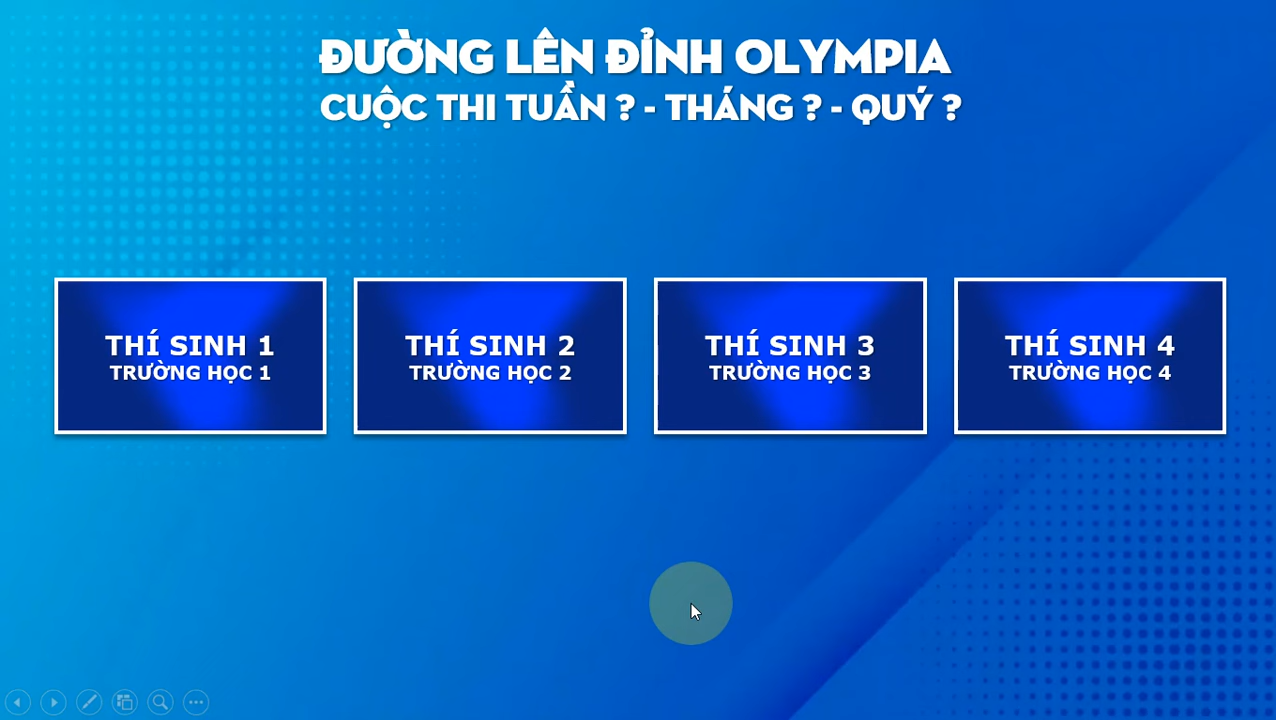 ĐƯỜNG LÊN ĐỈNH OLYMPIA
CUỘC THI TUẦN ? - THÁNG ? - QUÝ ?
THÍ SINH 1
TRƯỜNG HỌC 1
THÍ SINH 2
TRƯỜNG HỌC 2
THÍ SINH 3
TRƯỜNG HỌC 3
THÍ SINH 4
TRƯỜNG HỌC 4